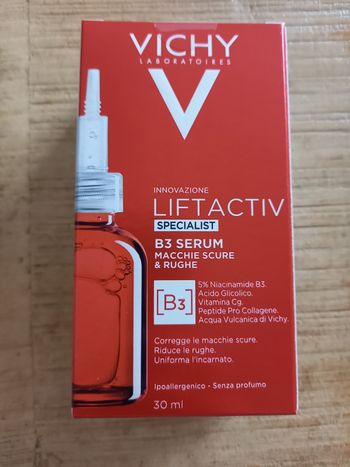 VICHY
LABORATOIRES
V
INNOVAZIONE
LIFTACTIV
SPECIALIST
B3 SERUM
MACCHIE SCURE
& RUGHE
[B3]
5% Niacinamide B3.
Acido Glicolico.
Vitamina Cg.
Peptide Pro Collagene.
Acqua Vulcanica di Vichy.
Corregge le macchie scure.
Riduce le rughe.
Uniforma l'incarnato.
Ipoallergenico - Senza profumo
30 ml